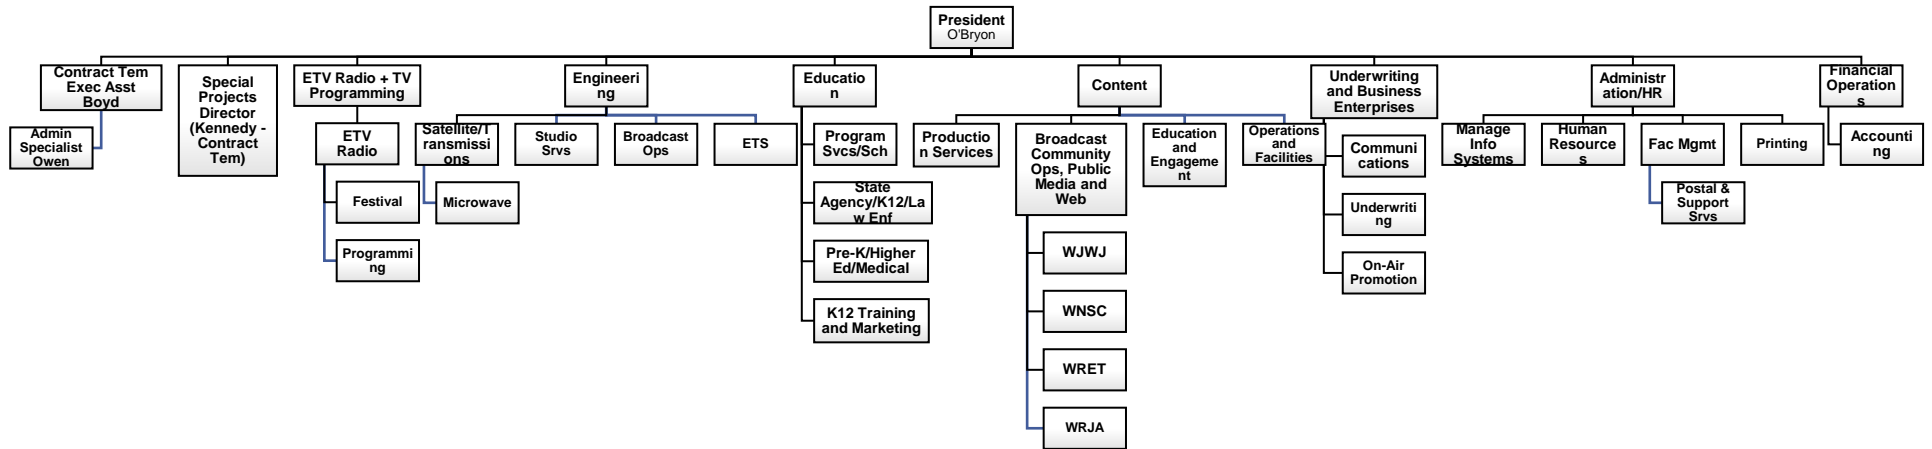 President
O'Bryon
Contract Tem
Exec Asst
Boyd
Admin
Specialist
Owen
Special
Projects
Director
(Kennedy -
Contract
Tem)
ETV Radio + TV
Programming
ETV
Radio
Festival
Programmi
ng
Engineeri
ng
Satellite/T
ransmissi
ons
Microwave
Studio
Srvs
Broadcast
Ops
ETS
Educatio
n
Program
Svcs/Sch
State
Agency/K12/La
w Enf
Pre-K/Higher
Ed/Medical
K12 Training
and Marketing
Content
Productio
n Services
Broadcast
Community
Ops, Public
Media and
Web
WJWJ
WNSC
WRET
WRJA
Education
and
Engageme
nt
Operations
and
Facilities
Underwriting
and Business
Enterprises
Communi
cations
Underwriti
ng
On-Air
Promotion
Administr
ation/HR
Manage
Info
Systems
Human
Resource
s
Fac Mgmt
Postal &
Support
Srvs
Printing
Financial
Operation
s
Accounti
ng